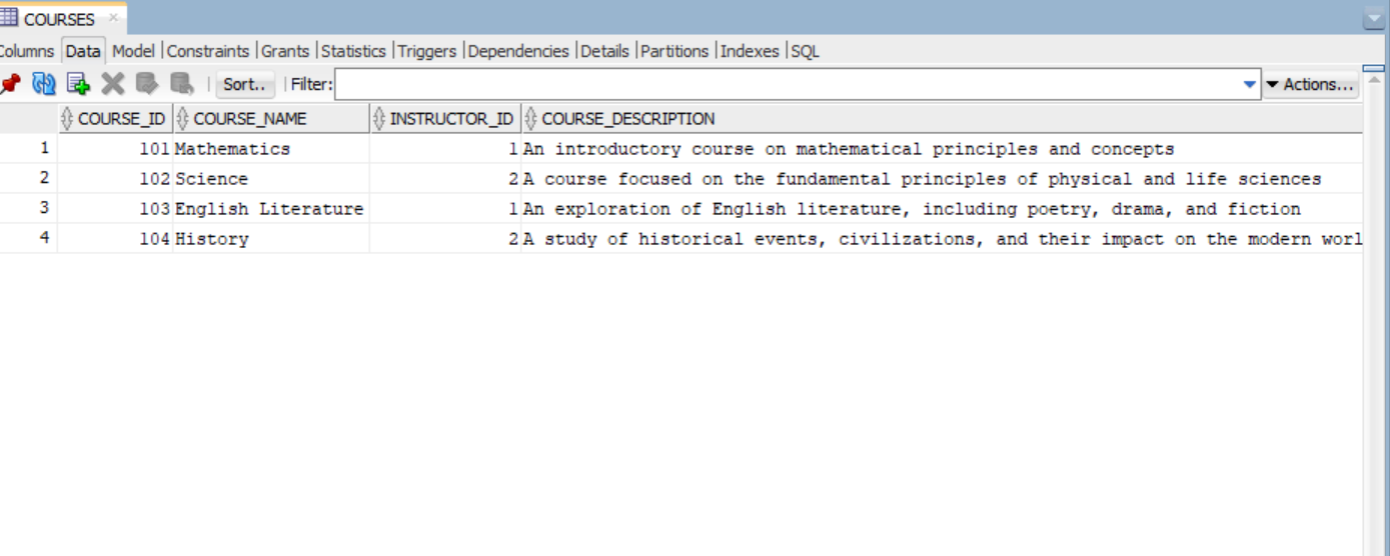 COURSES
Columns Data Model Constraints Grants Statistics Triggers Dependencies Details Partitions Indexes SQL
Sort.. Filter: Actions...
COURSE_ID COURSE_NAME INSTRUCTOR_ID COURSE_DESCRIPTION
1 101 Mathematics 1 An introductory course on mathematical principles and concepts
2 102 Science 2 A course focused on the fundamental principles of physical and life sciences
3 103 English Literature 1 An exploration of English literature, including poetry, drama, and fiction
4 104 History 2 A study of historical events, civilizations, and their impact on the modern worl